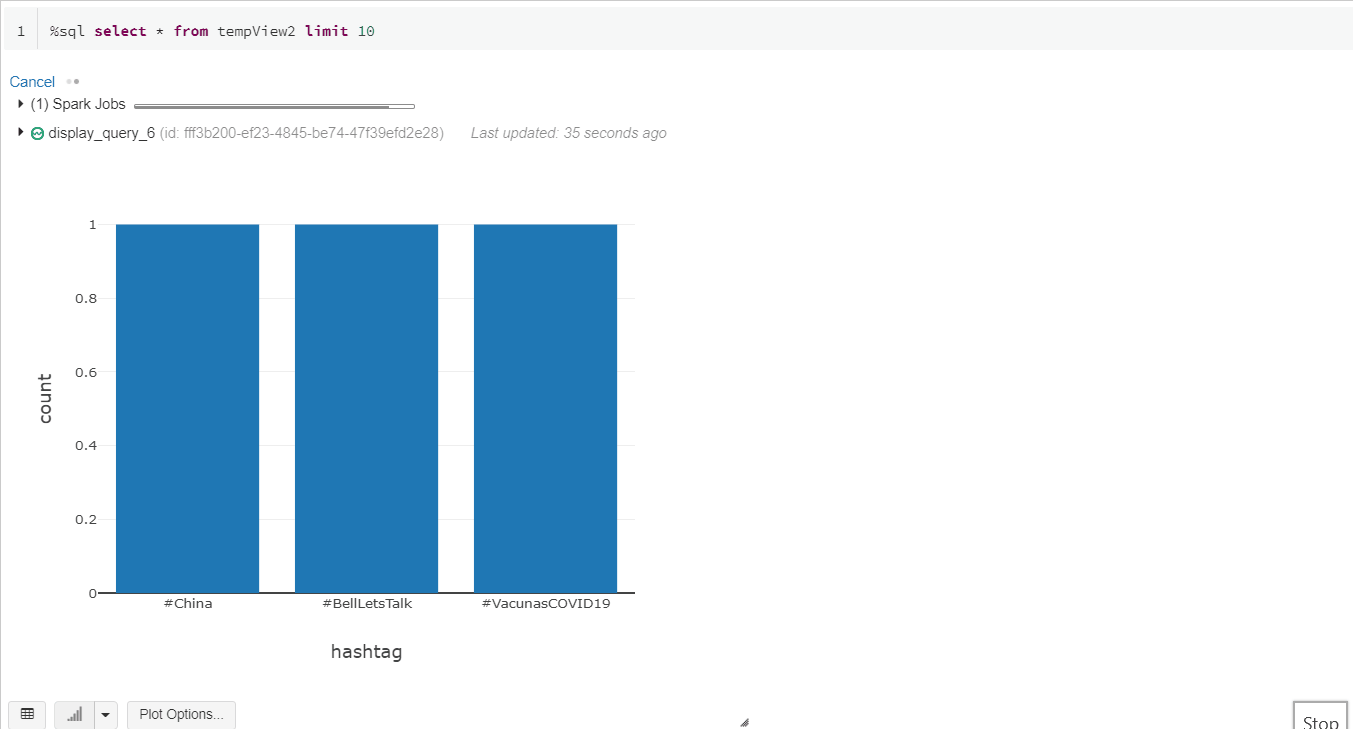 1 %sql select * from tempView2 limit 10
Cancel
(1) Spark Jobs
display_query_6 (id: fff3b200-ef23-4845-be74-47f39efd2e28) Last updated: 35 seconds ago
1
0.8
0.6
0.4
0.2
0
count
#China #BellLetsTalk #VacunasCOVID19
hashtag
Plot Options...
Stop